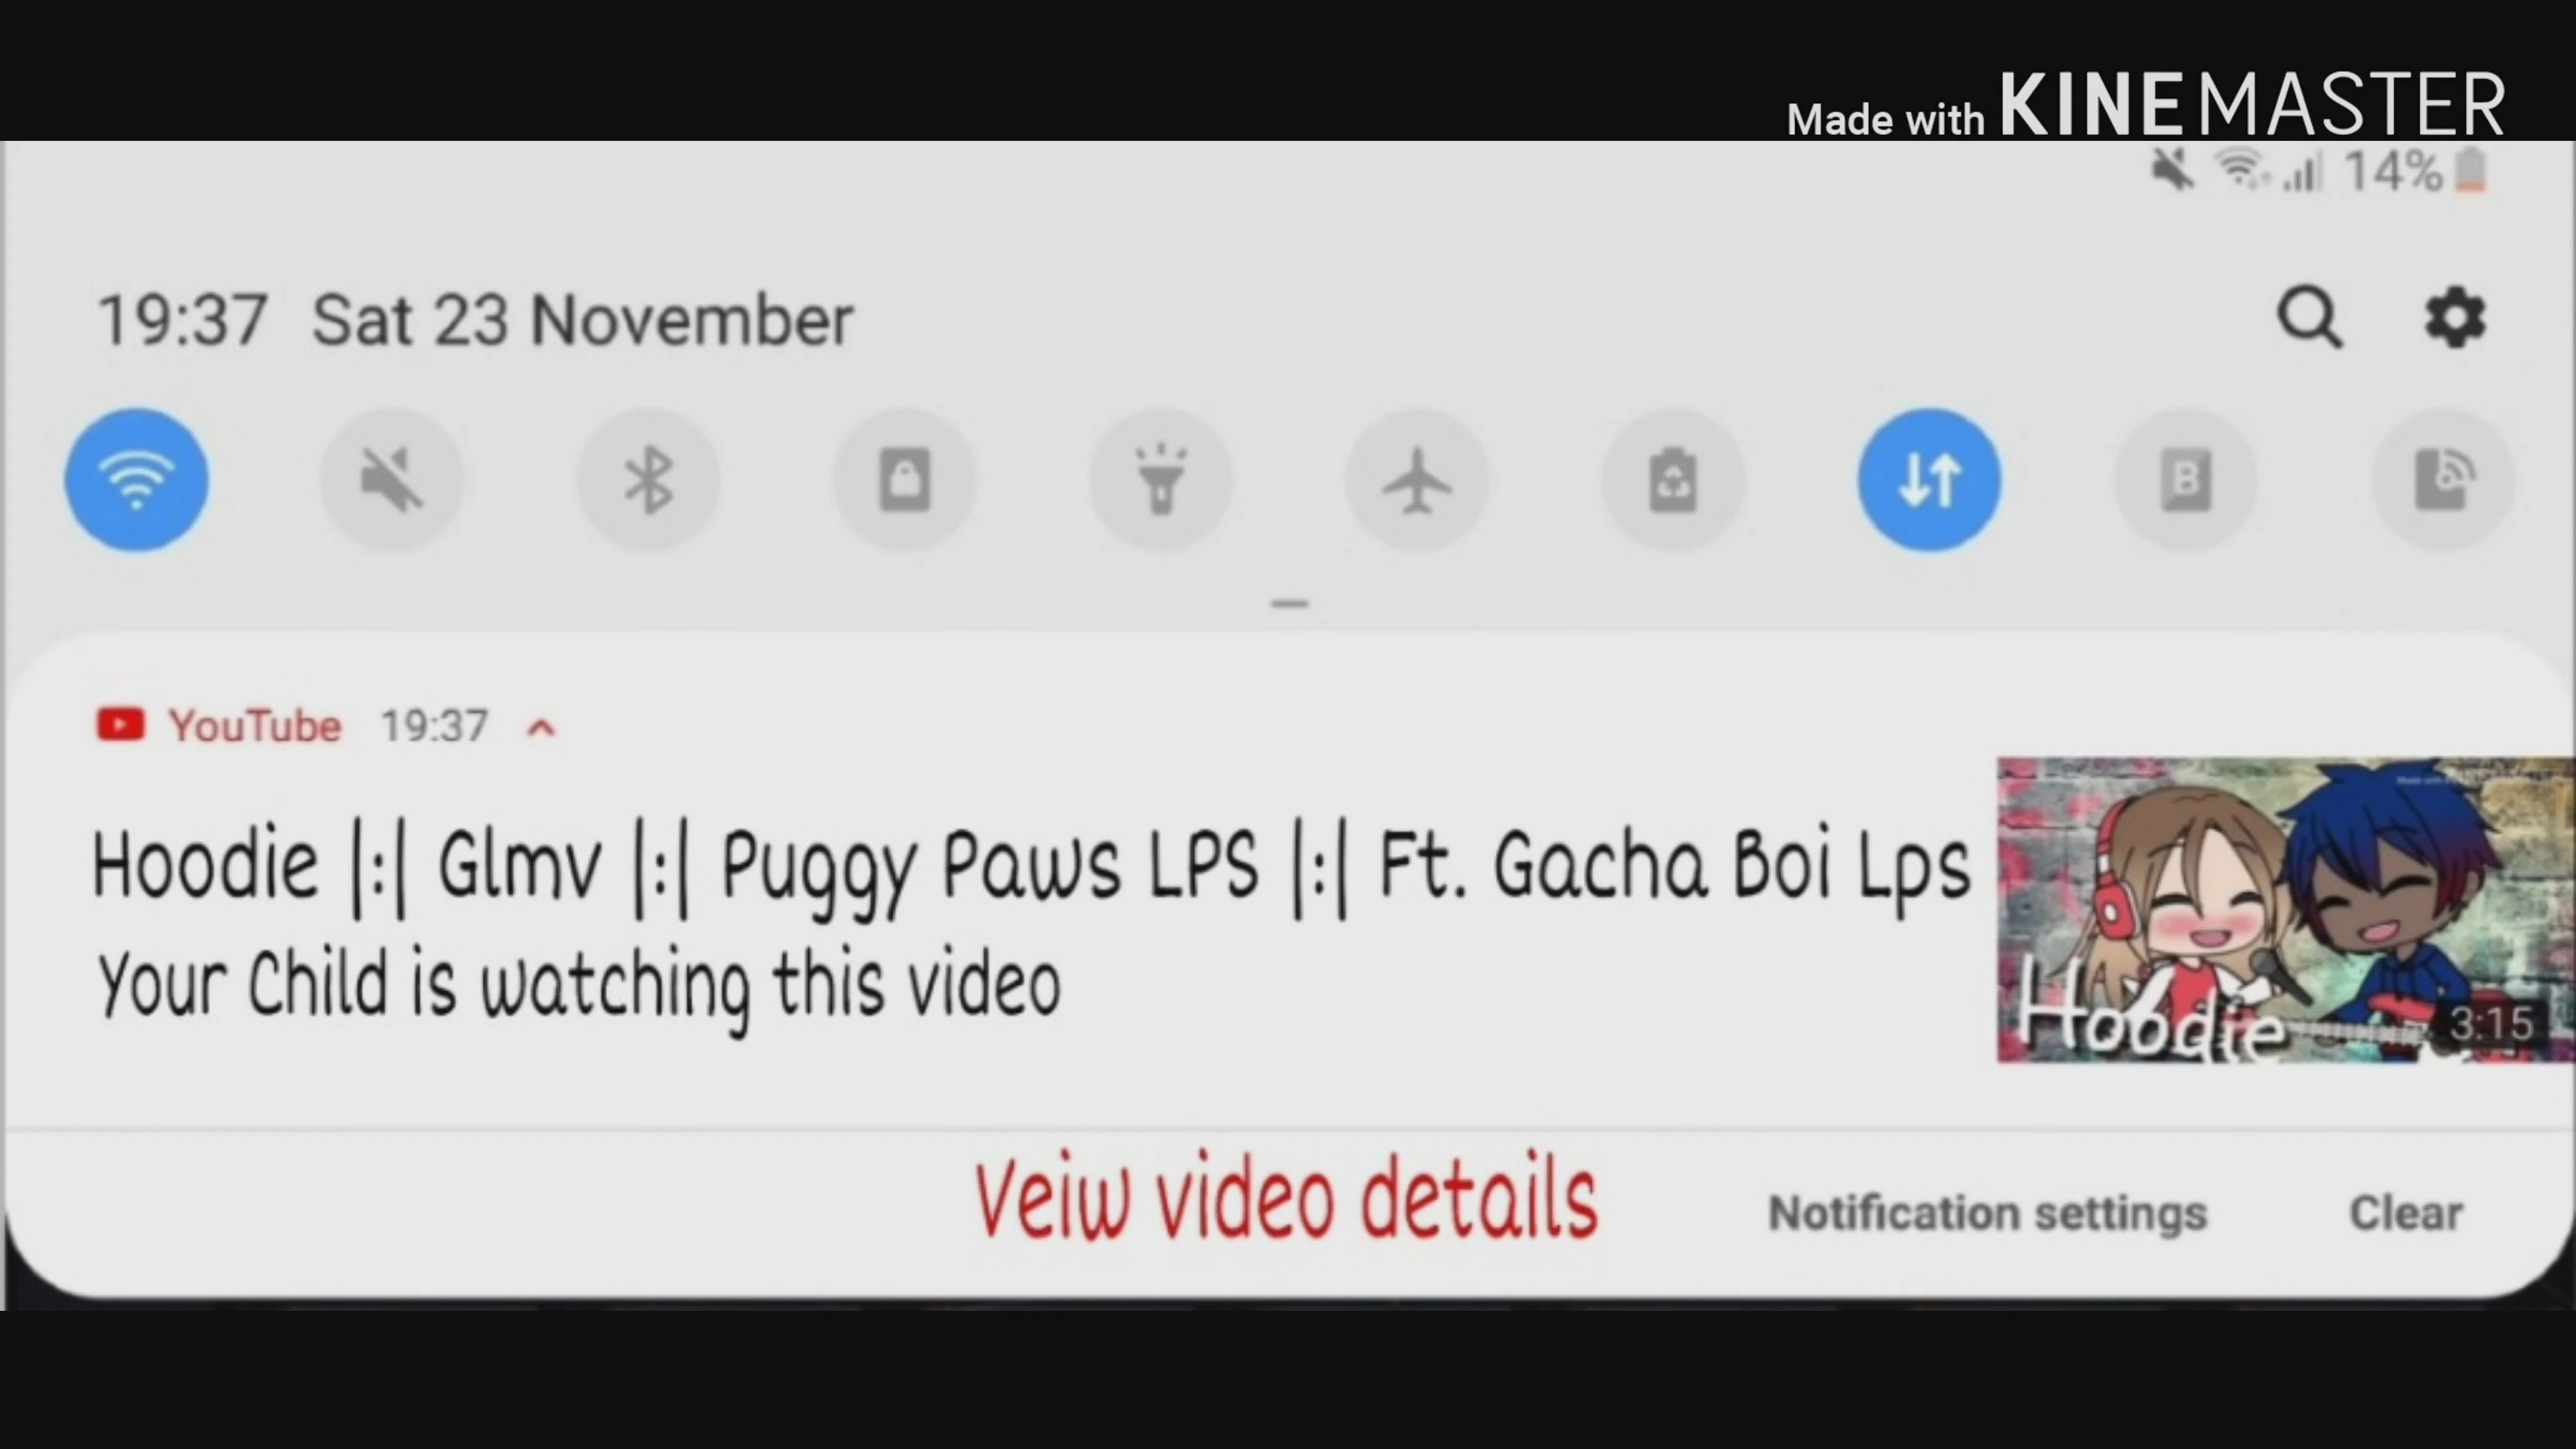 Made with KINEMASTER
14%
19:37 Sat 23 November
B
YouTube 19:37
Hoodie |:| Glmv |:| Puggy Paws LPS |:| Ft. Gacha Boi Lps
Your Child is watching this video
Hoodie
3:15
Veiw video details
Notification settings
Clear